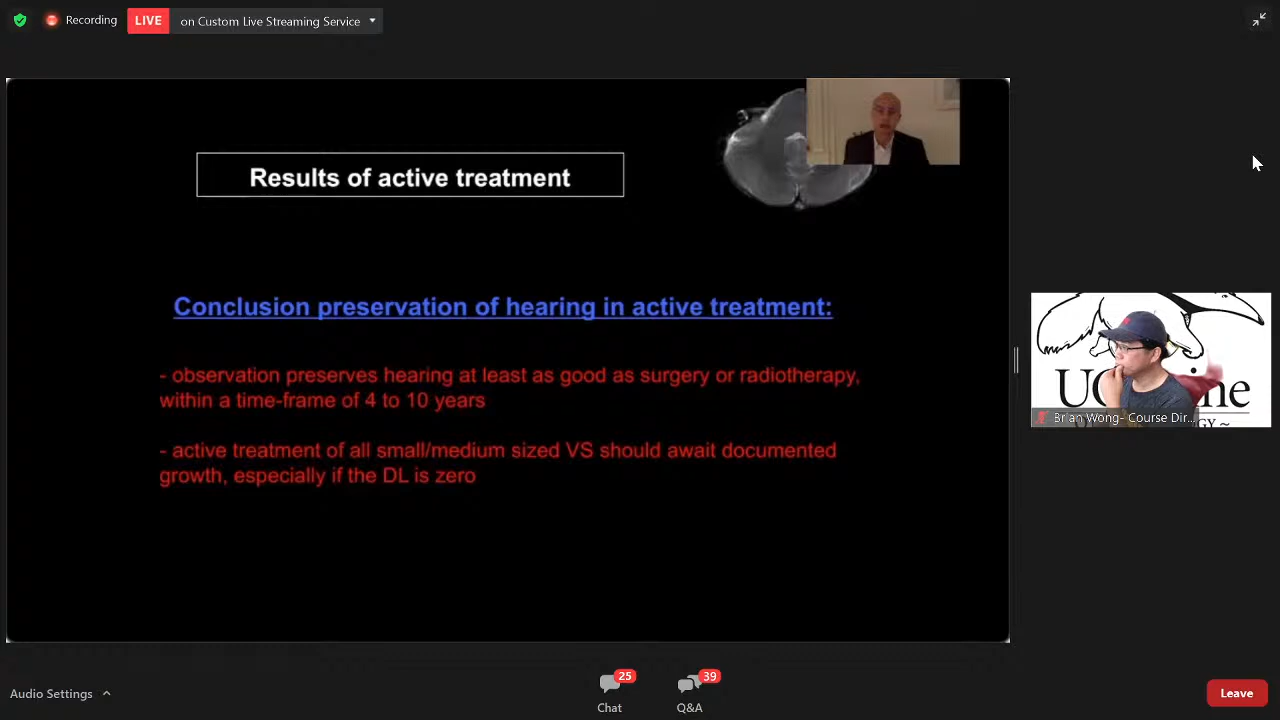 Recording
LIVE
on Custom Live Streaming Service
Results of active treatment
Conclusion preservation of hearing in active treatment:
- observation preserves hearing at least as good as surgery or radiotherapy,
within a time-frame of 4 to 10 years
- active treatment of all small/medium sized VS should await documented
growth, especially if the DL is zero
Brian Wong- Course Dir...
Audio Settings
25
Chat
39
Q&A
Leave